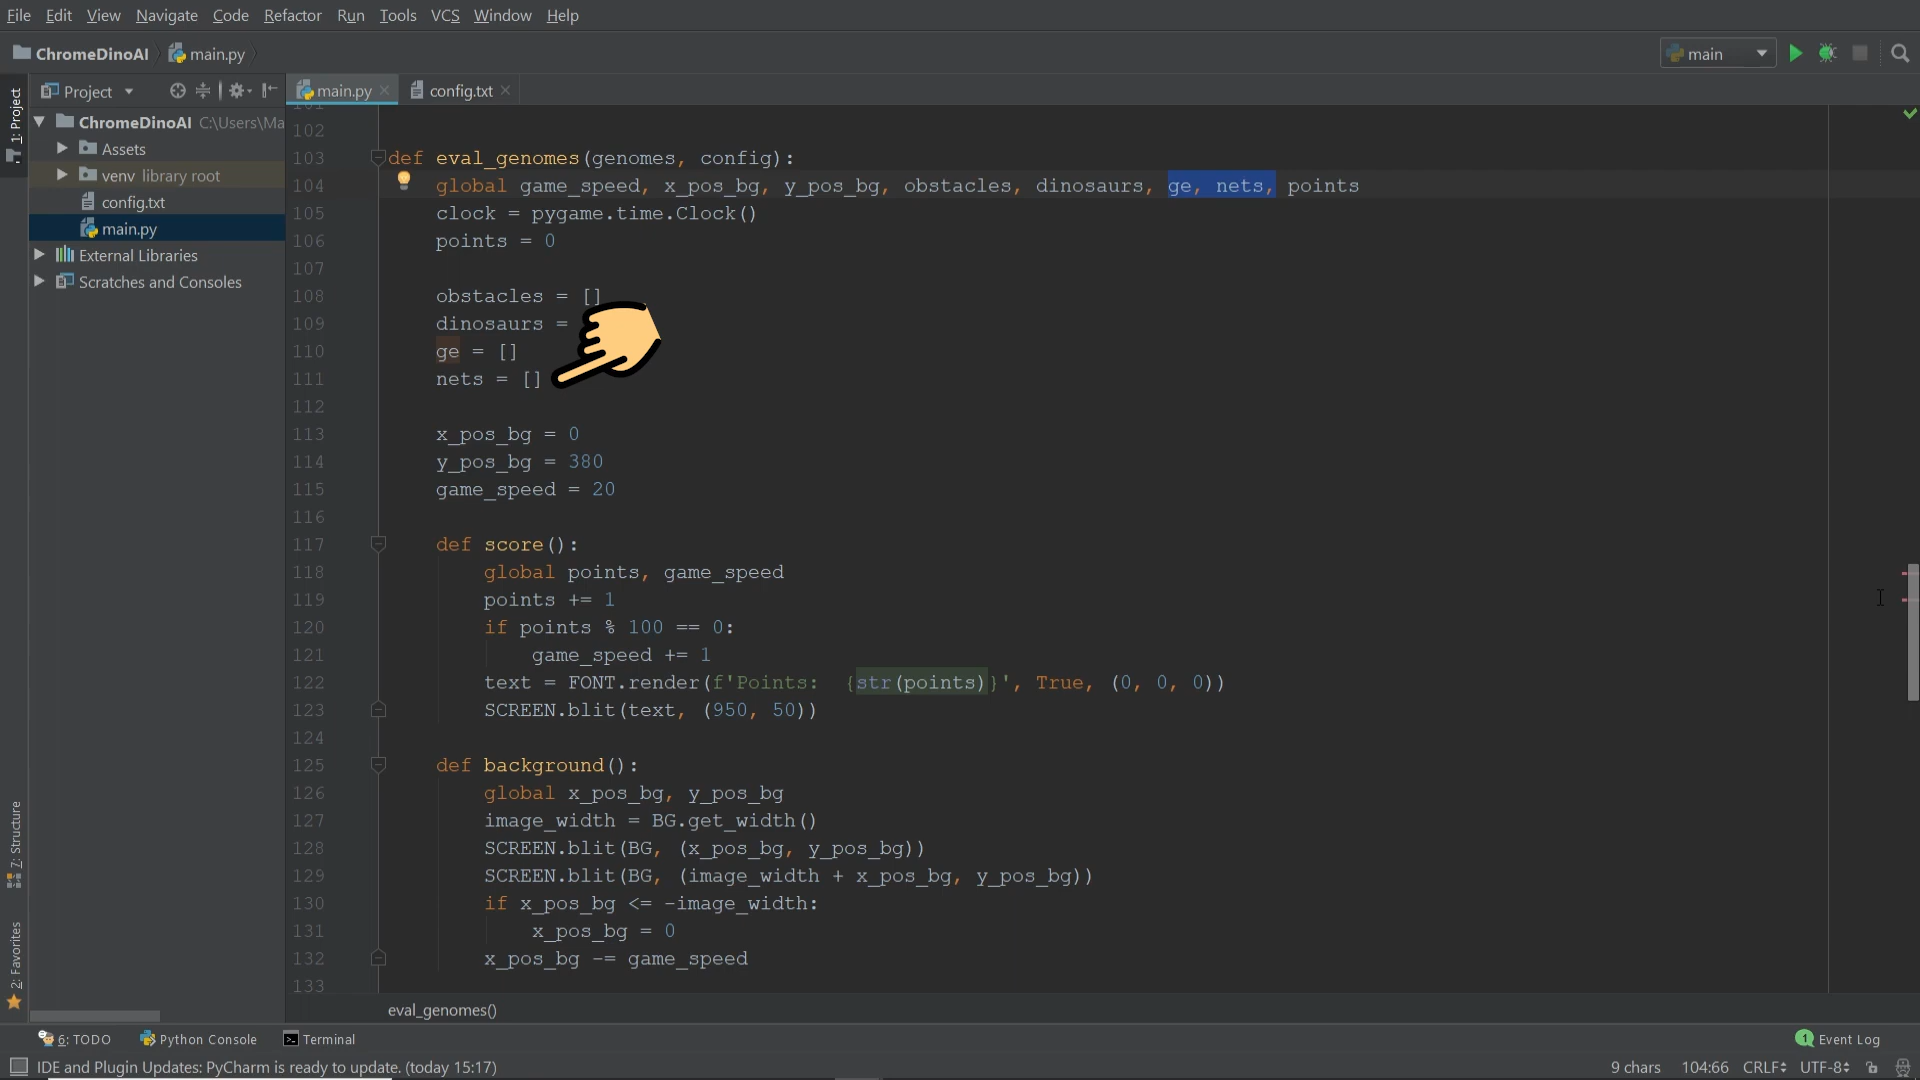 File Edit View Navigate Code Refactor Run Tools VCS Window Help
ChromeDinoAI main.py
main
Project
main.py
config.txt
1: Project
ChromeDinoAI C:\Users\Ma
Assets
venv library root
config.txt
main.py
External Libraries
Scratches and Consoles
7: Structure
2: Favorites
102
103 def eval_genomes(genomes, config):
104 global game_speed, x_pos_bg, y_pos_bg, obstacles, dinosaurs, ge, nets, points
105 clock = pygame.time.Clock()
106 points = 0
107
108 obstacles = []
109 dinosaurs =
110 ge = []
111 nets = []
112
113 x_pos_bg = 0
114 y_pos_bg = 380
115 game_speed = 20
116
117 def score():
118 global points, game_speed
119 points += 1
120 if points % 100 == 0:
121 game_speed += 1
122 text = FONT.render(f'Points:  {str(points)}', True, (0, 0, 0))
123 SCREEN.blit(text, (950, 50))
124
125 def background():
126 global x_pos_bg, y_pos_bg
127 image_width = BG.get_width()
128 SCREEN.blit(BG, (x_pos_bg, y_pos_bg))
129 SCREEN.blit(BG, (image_width + x_pos_bg, y_pos_bg))
130 if x_pos_bg <= -image_width:
131 x_pos_bg = 0
132 x_pos_bg -= game_speed
133
eval_genomes()
6: TODO Python Console Terminal
1 Event Log
IDE and Plugin Updates: PyCharm is ready to update. (today 15:17)
9 chars 104:66 CRLF UTF-8